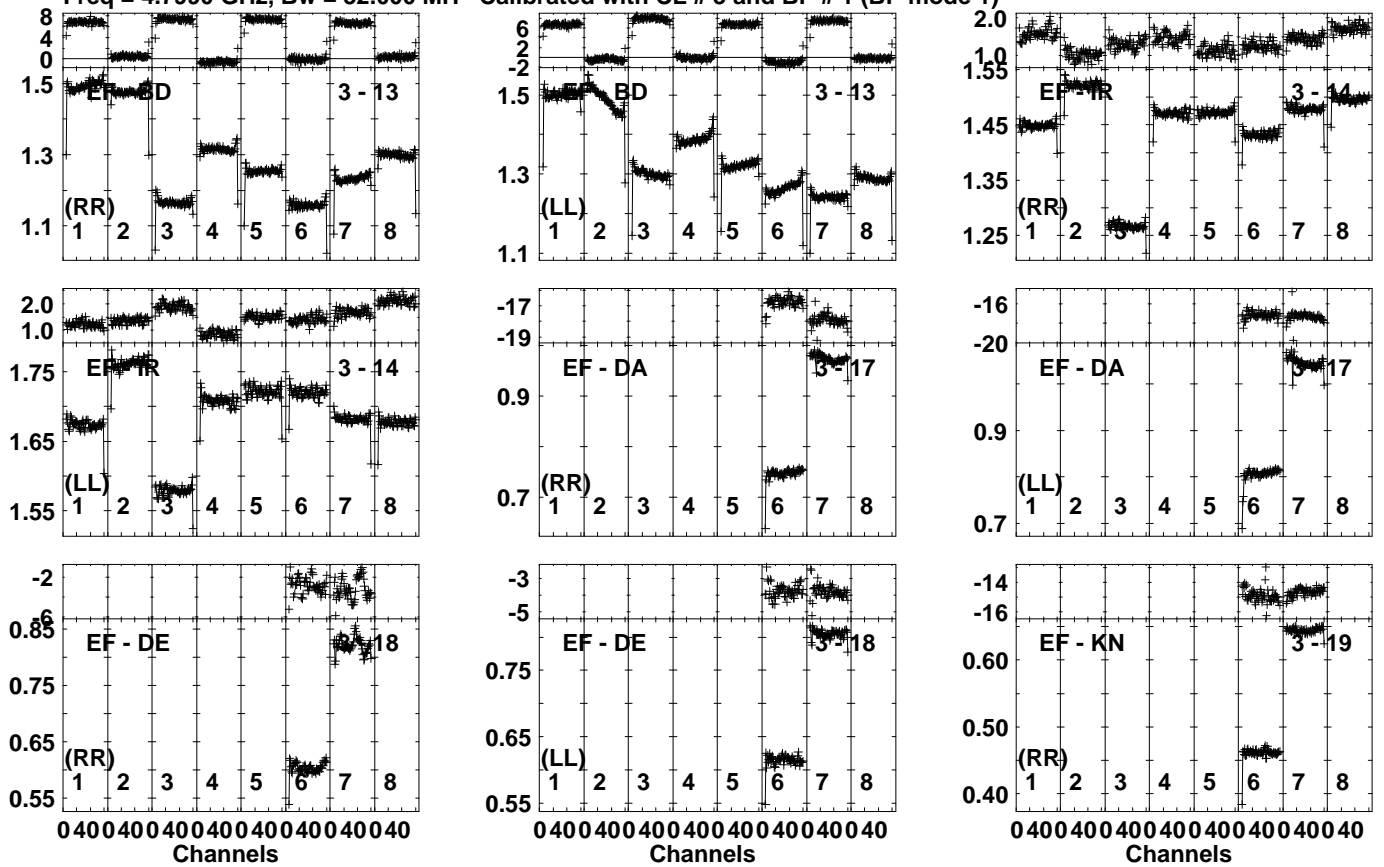 Freq = 4.7990 GHz, Bw = 32.000 MH Calibrated with CL # 3 and BP # 1 (BP mode 1)
8
4
0
1.5
1.3
1.1
EF - BD 3 - 13
(RR)
1 2 3 4 5 6 7 8
6
4
2
0
-2
1.5
1.3
1.1
EF - BD 3 - 13
(LL)
1 2 3 4 5 6 7 8
2.0
1.0
1.55
1.45
1.35
1.25
EF - IR 3 - 14
(RR)
1 2 3 4 5 6 7 8
2.0
1.0
1.75
1.65
1.55
EF - IR 3 - 14
(LL)
1 2 3 4 5 6 7 8
-17
-19
0.9
0.7
EF - DA 3 - 17
(RR)
1 2 3 4 5 6 7 8
-16
-20
0.9
0.7
EF - DA 3 - 17
(LL)
1 2 3 4 5 6 7 8
-2
-6
0.85
0.75
0.65
0.55
EF - DE 3 - 18
(RR)
1 2 3 4 5 6 7 8
0 40 0 40 0 40 0 40 0 40 0 40 0 40 0 40
Channels
-3
-5
0.75
0.65
0.55
EF - DE 3 - 18
(LL)
1 2 3 4 5 6 7 8
0 40 0 40 0 40 0 40 0 40 0 40 0 40 0 40
Channels
-14
-16
0.60
0.50
0.40
EF - KN 3 - 19
(RR)
1 2 3 4 5 6 7 8
0 40 0 40 0 40 0 40 0 40 0 40 0 40 0 40
Channels